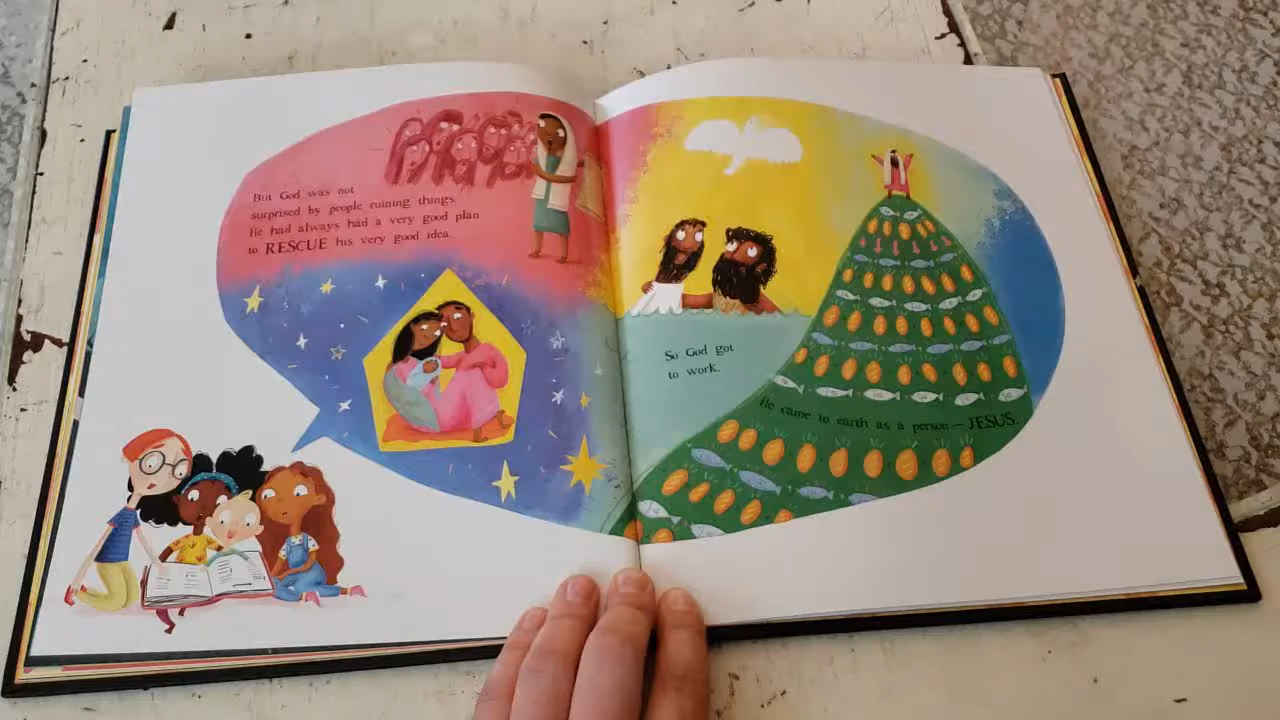 But God was not
surprised by people ruining things.
He had always had a very good plan
to RESCUE his very good idea.
So God got
to work.
He came to earth as a person — JESUS.